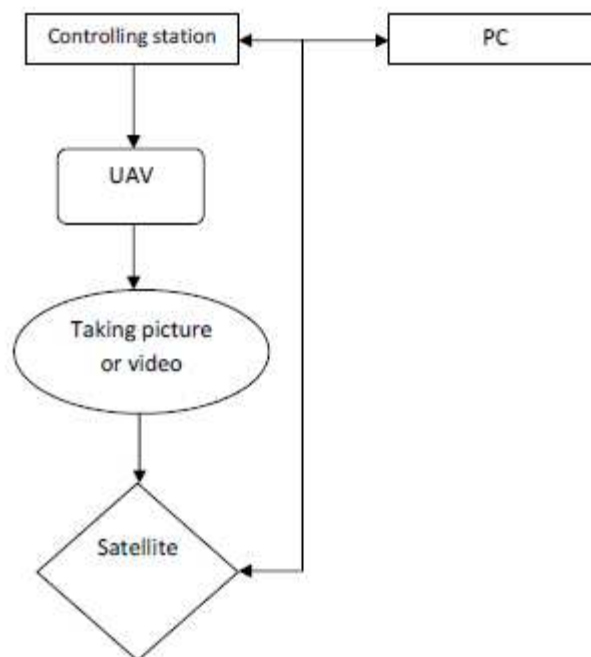 Controlling station
PC
UAV
Taking picture
or video
Satellite